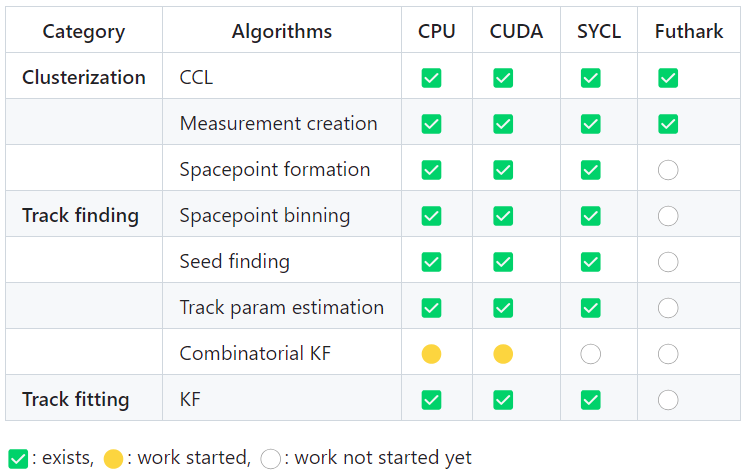 Category Algorithms CPU CUDA SYCL Futhark
Clusterization CCL ✅ ✅ ✅ ✅
Measurement creation ✅ ✅ ✅ ✅
Spacepoint formation ✅ ✅ ✅ ⚪
Track finding Spacepoint binning ✅ ✅ ✅ ⚪
Seed finding ✅ ✅ ✅ ⚪
Track param estimation ✅ ✅ ✅ ⚪
Combinatorial KF 🟡 🟡 ⚪ ⚪
Track fitting KF ✅ ✅ ✅ ⚪
✅: exists, 🟡: work started, ⚪: work not started yet